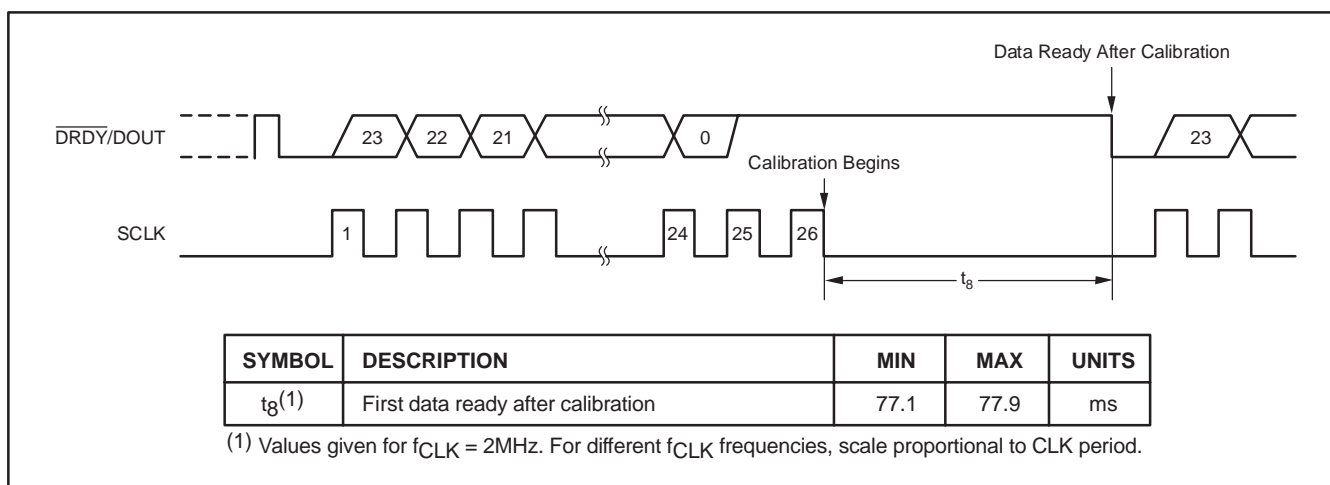 Data Ready After Calibration
DRDY/DOUT
23 22 21 0 23
Calibration Begins
SCLK
1 24 25 26
t8
SYMBOL DESCRIPTION MIN MAX UNITS
t8(1) First data ready after calibration 77.1 77.9 ms
(1) Values given for fCLK = 2MHz. For different fCLK frequencies, scale proportional to CLK period.